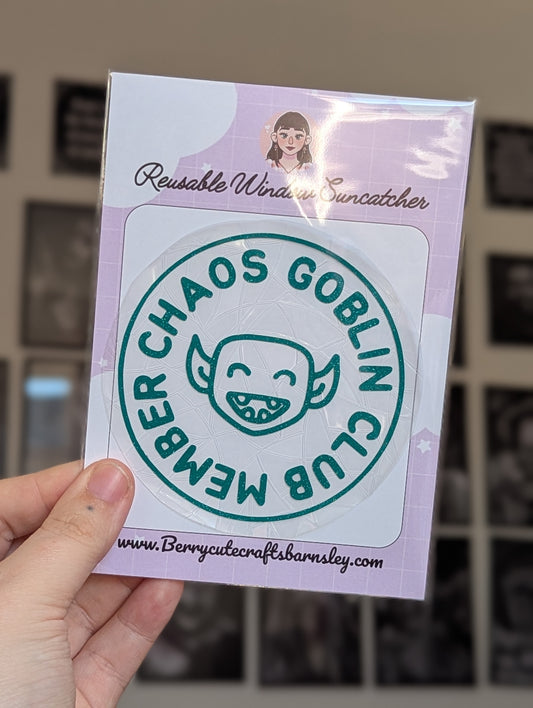 Reusable Window Suncatcher
CHAOS GOBLIN CLUB MEMBER
www.Berrycutecraftsbarnsley.com